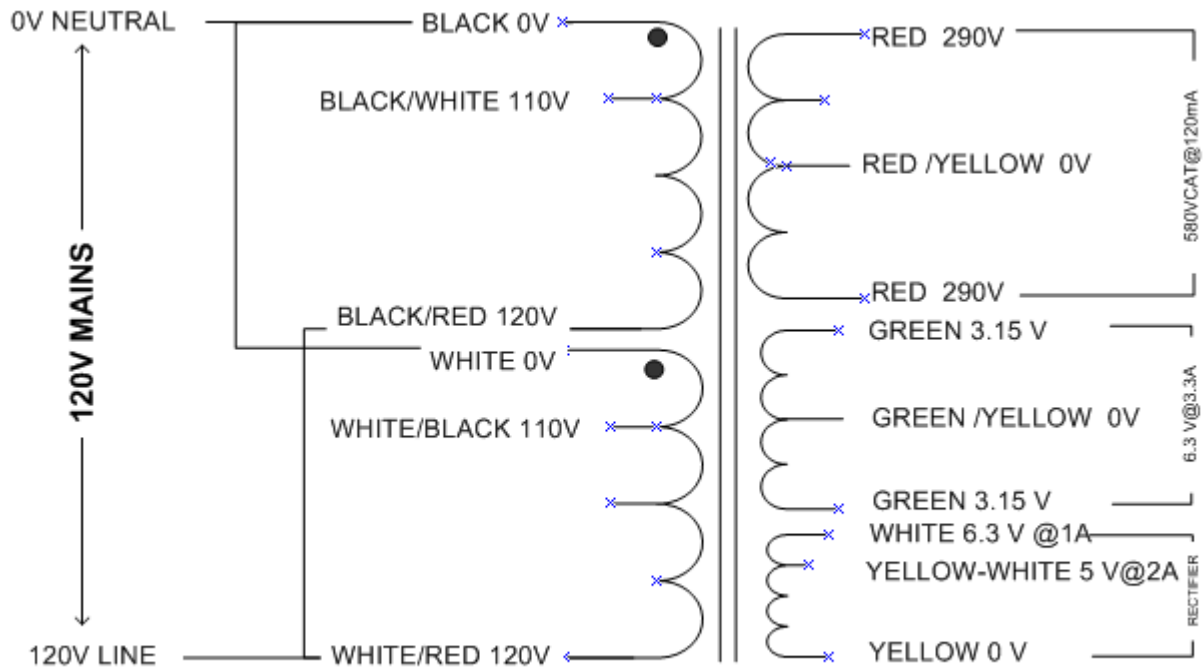 0V NEUTRAL
BLACK 0V
BLACK/WHITE 110V
120V MAINS
BLACK/RED 120V
WHITE 0V
WHITE/BLACK 110V
120V LINE
WHITE/RED 120V
RED 290V
RED /YELLOW 0V
RED 290V
580VCAT@120mA
GREEN 3.15 V
GREEN /YELLOW 0V
GREEN 3.15 V
6.3 V@3.3A
WHITE 6.3 V @1A
YELLOW-WHITE 5 V@2A
YELLOW 0 V
RECTIFIER